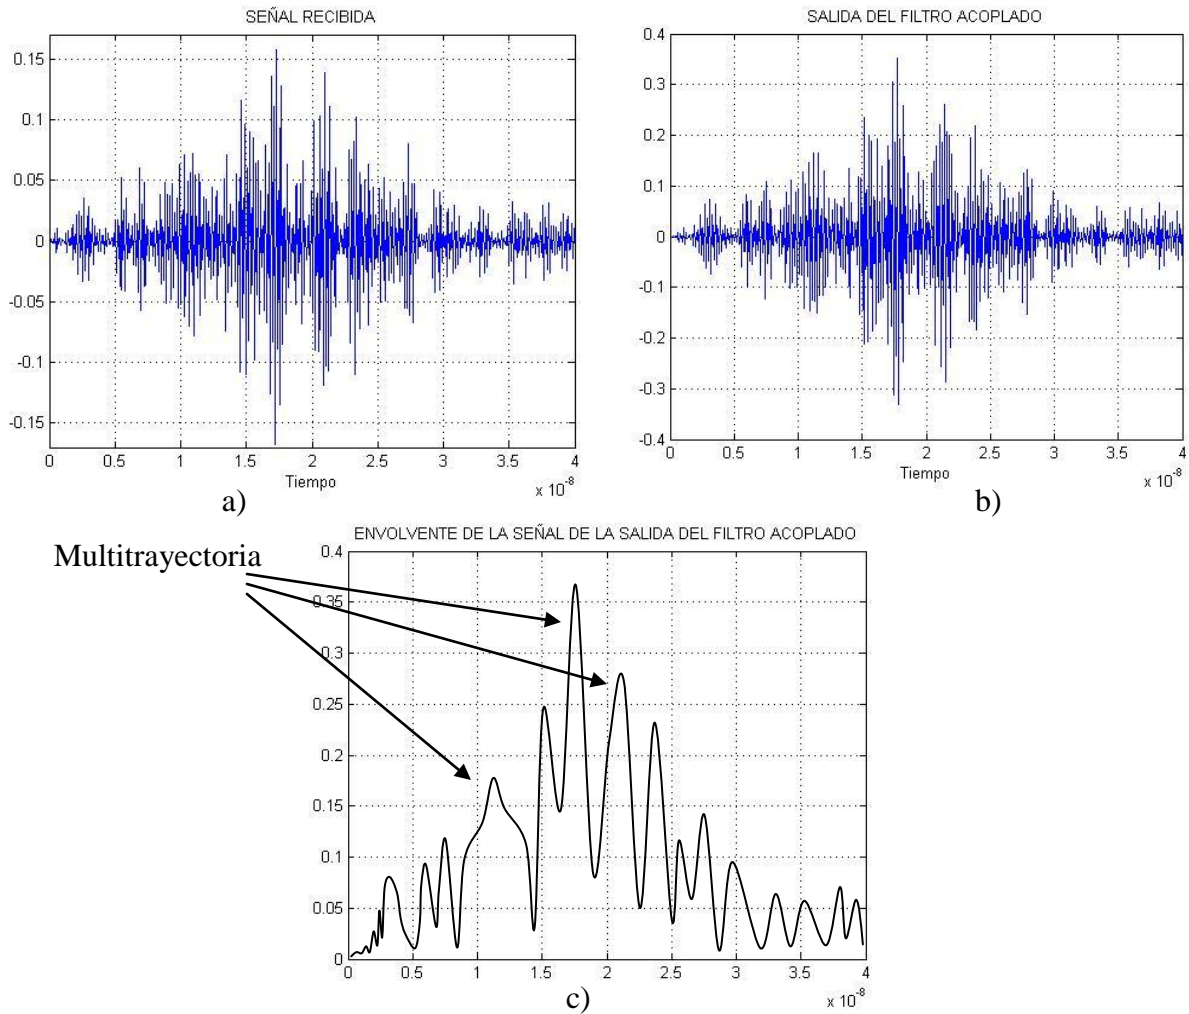 SEÑAL RECIBIDA
0.15
0.1
0.05
0
-0.05
-0.1
-0.15
0 0.5 1 1.5 2 2.5 3 3.5 4
Tiempo
x 10^-8
a)
SALIDA DEL FILTRO ACOPLADO
0.4
0.3
0.2
0.1
0
-0.1
-0.2
-0.3
-0.4
0 0.5 1 1.5 2 2.5 3 3.5 4
Tiempo
x 10^-8
b)
ENVOLVENTE DE LA SEÑAL DE LA SALIDA DEL FILTRO ACOPLADO
Multitrayectoria
0.4
0.35
0.3
0.25
0.2
0.15
0.1
0.05
0
0 0.5 1 1.5 2 2.5 3 3.5 4
x 10^-8
c)